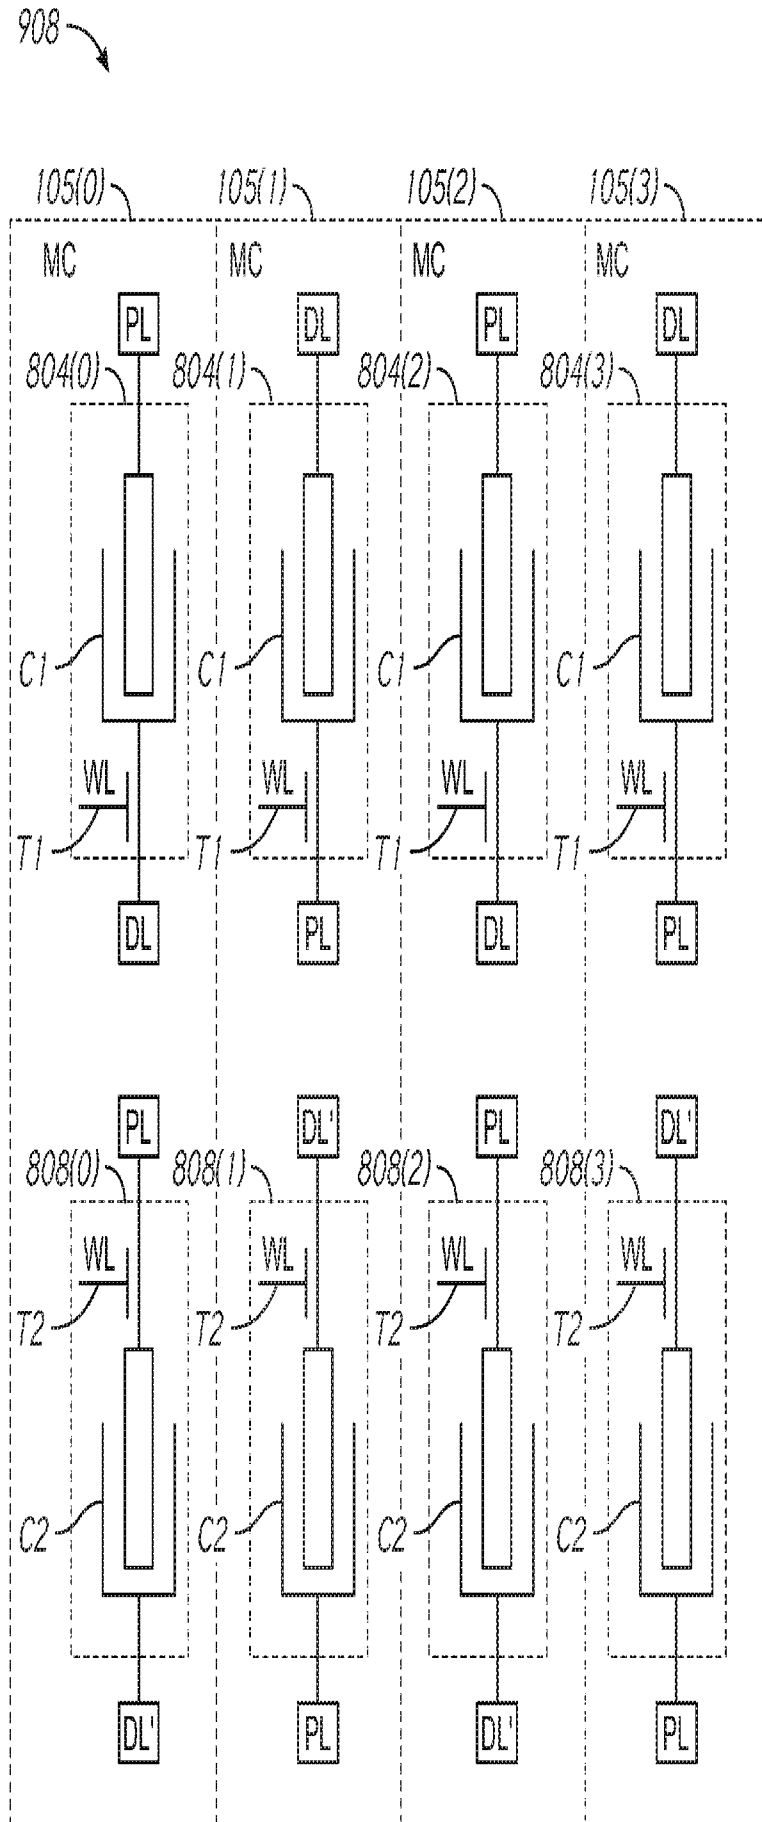 908
105(0) 105(1) 105(2) 105(3)
MC MC MC MC
PL DL PL DL
804(0) 804(1) 804(2) 804(3)
C1 C1 C1 C1
WL WL WL WL
T1 T1 T1 T1
DL PL DL PL
PL DL' PL DL'
808(0) 808(1) 808(2) 808(3)
WL WL WL WL
T2 T2 T2 T2
C2 C2 C2 C2
DL' PL DL' PL